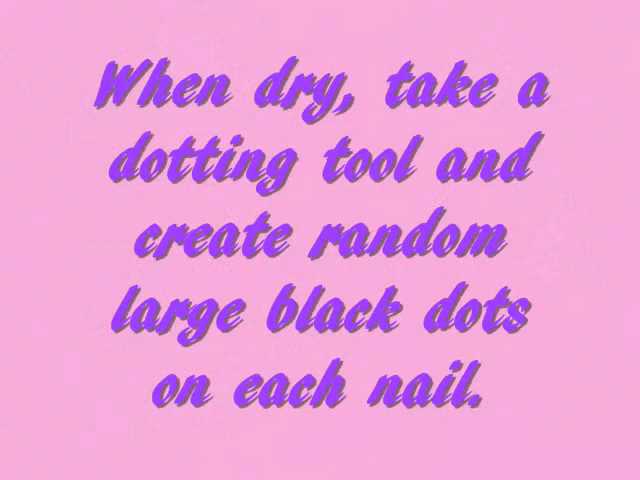 When dry, take a
dotting tool and
create random
large black dots
on each nail.